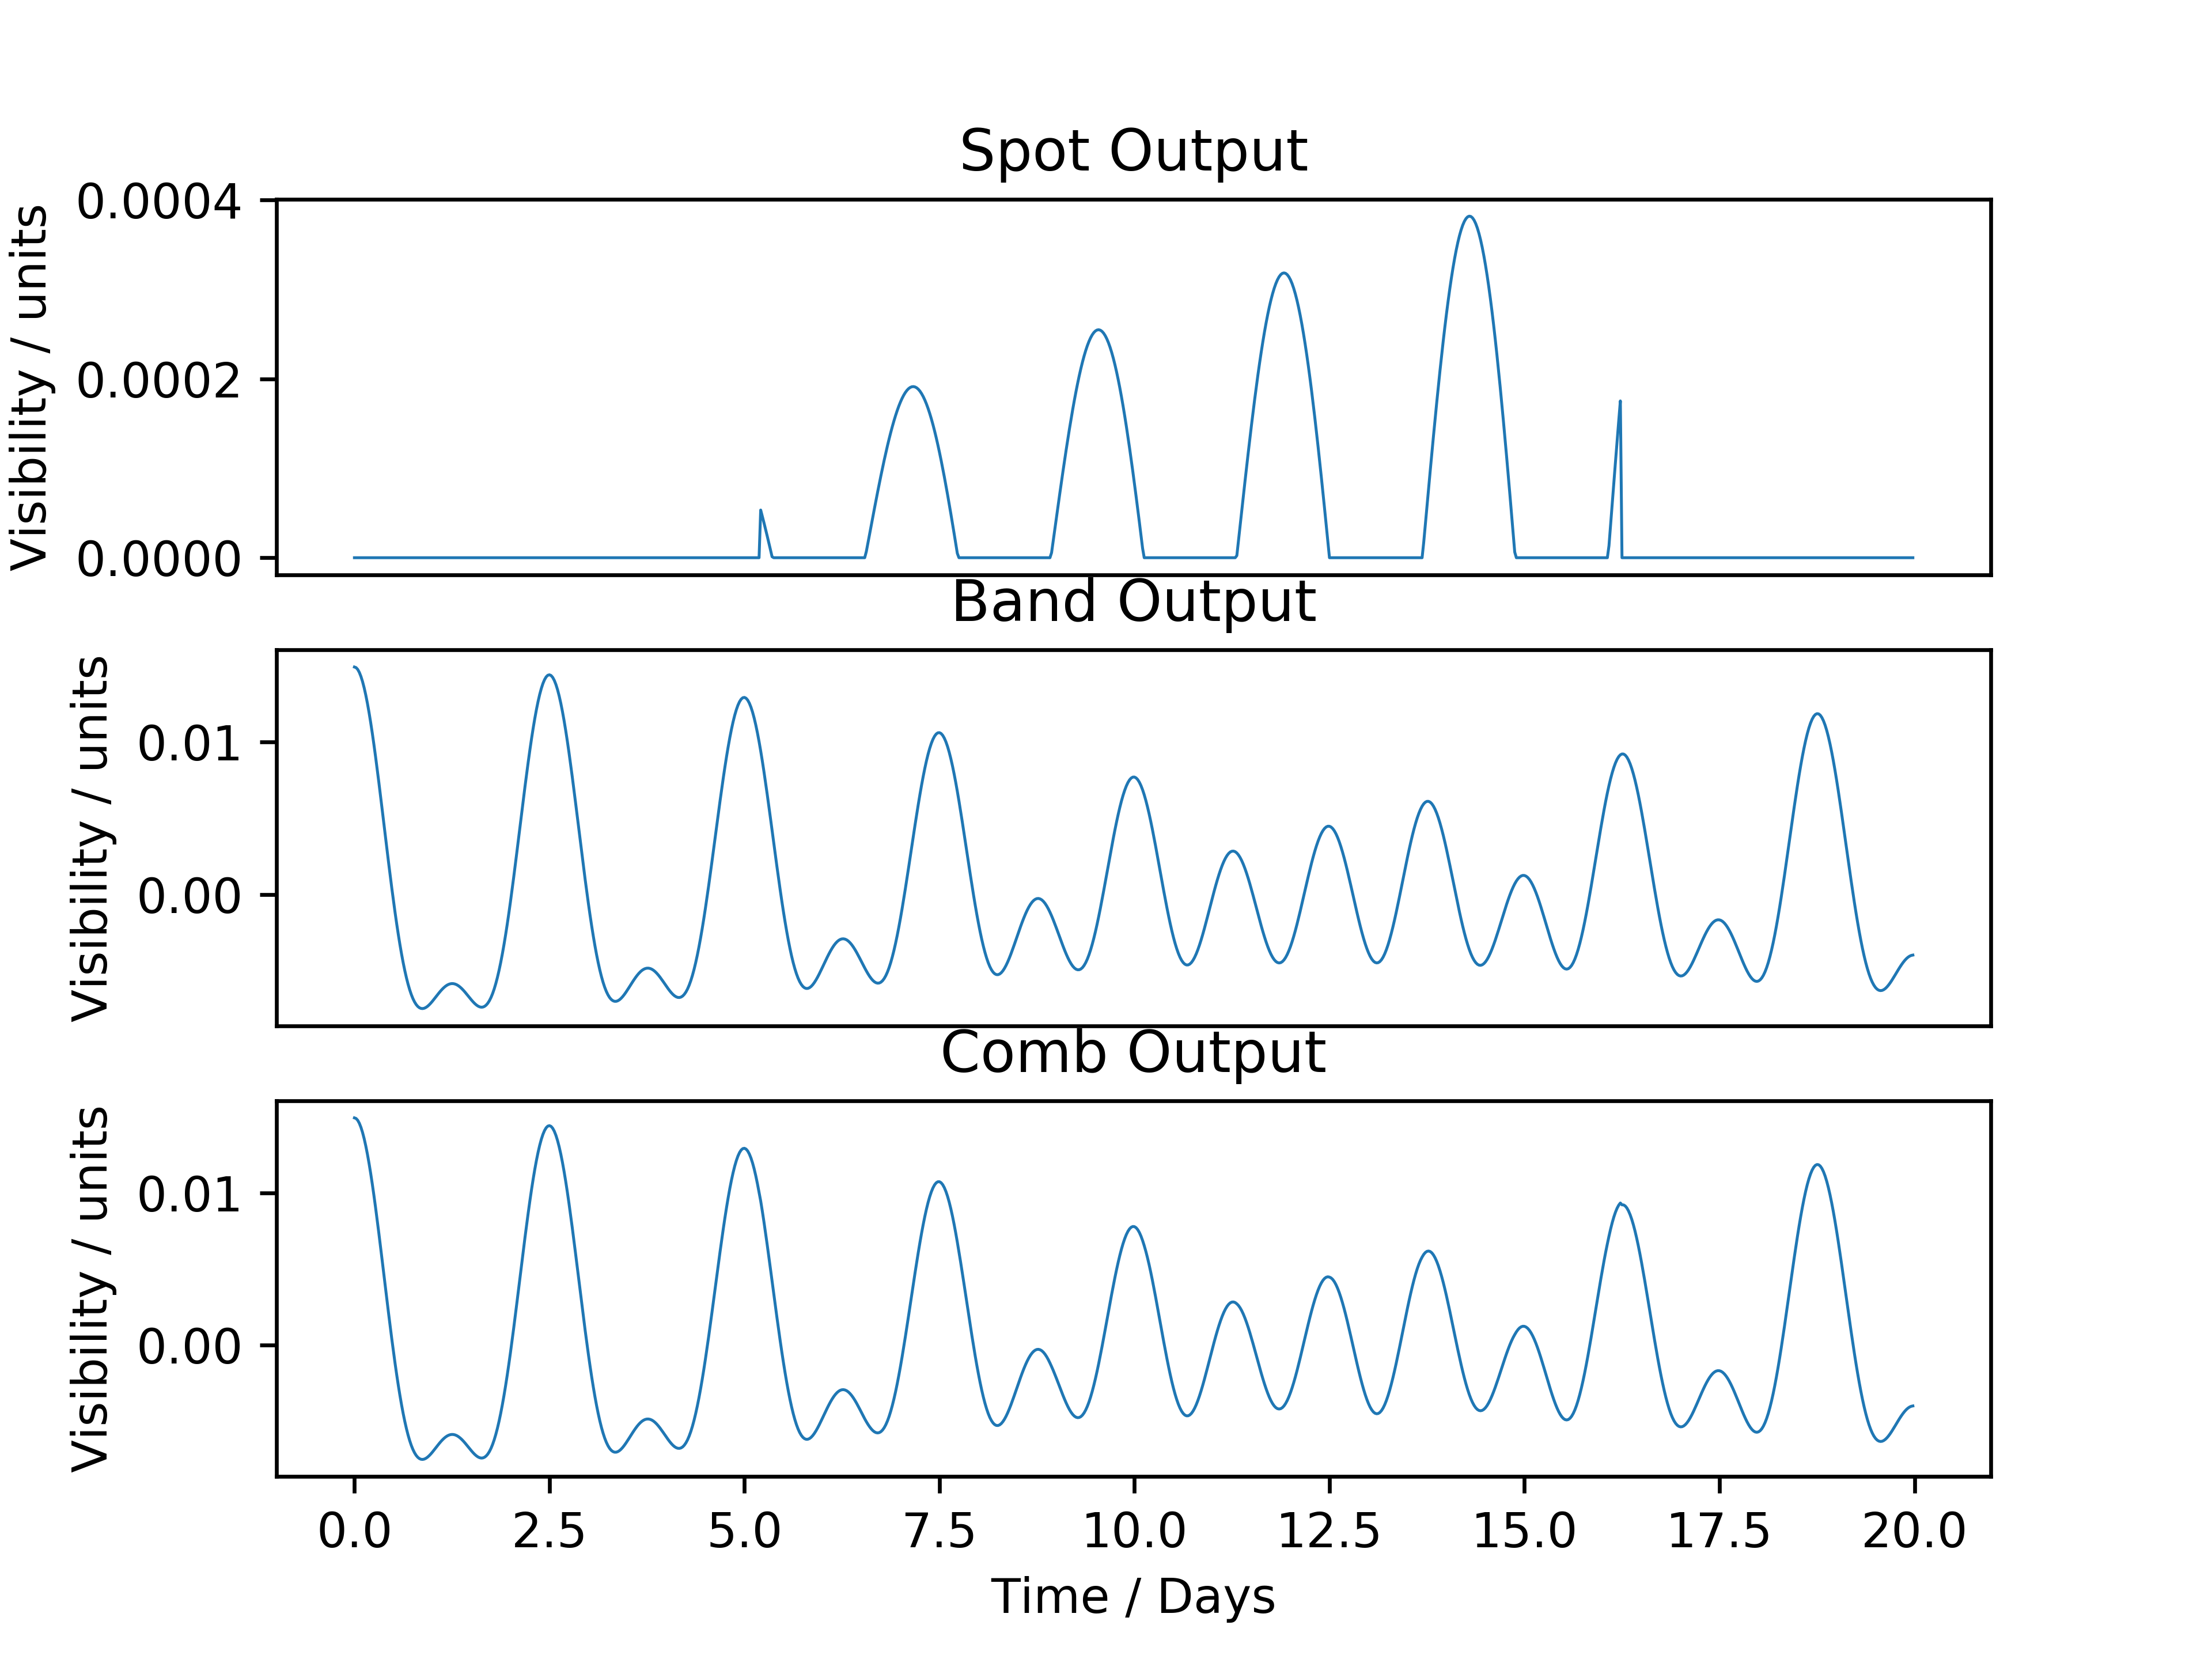 Spot Output
Visibility / units
0.0004
0.0002
0.0000
Band Output
Visibility / units
0.01
0.00
Comb Output
Visibility / units
0.01
0.00
0.0 2.5 5.0 7.5 10.0 12.5 15.0 17.5 20.0
Time / Days